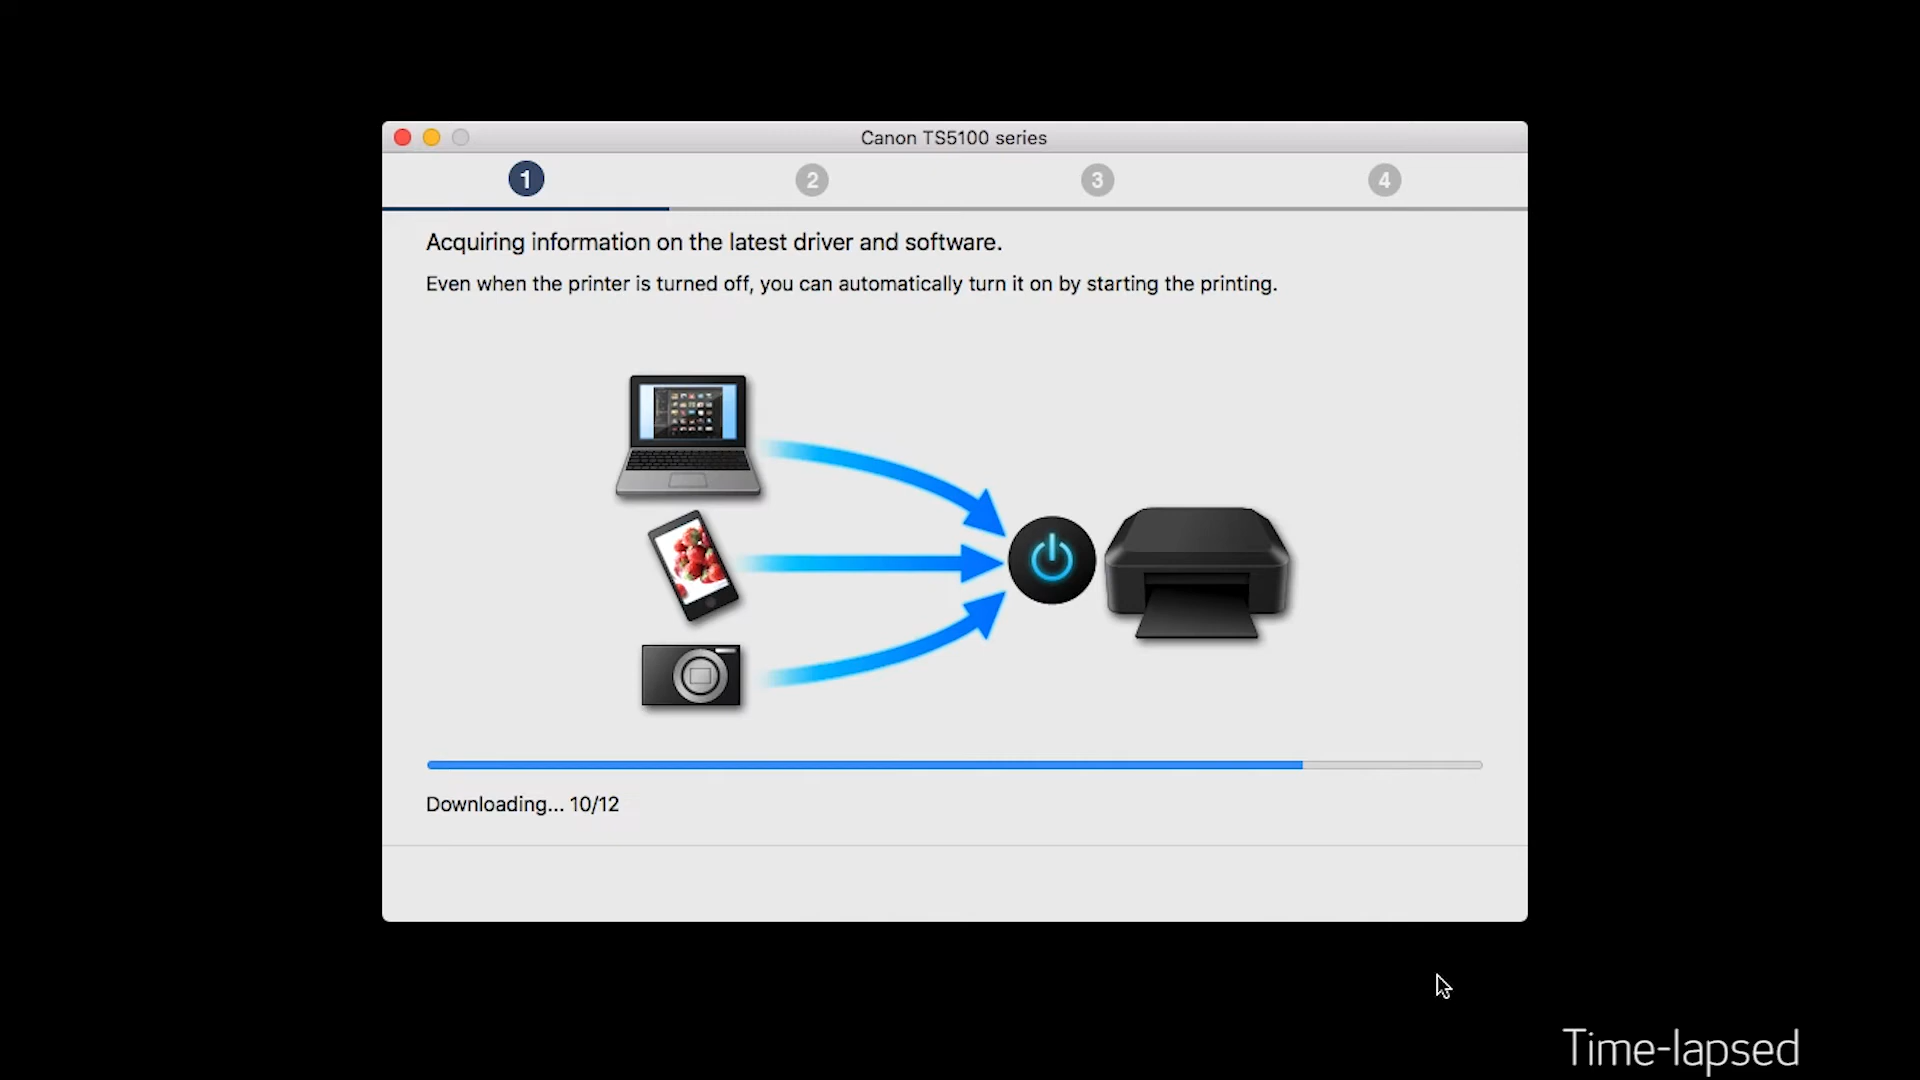 Canon TS5100 series
1
2
3
4
Acquiring information on the latest driver and software.
Even when the printer is turned off, you can automatically turn it on by starting the printing.
Downloading... 10/12
Time-lapsed